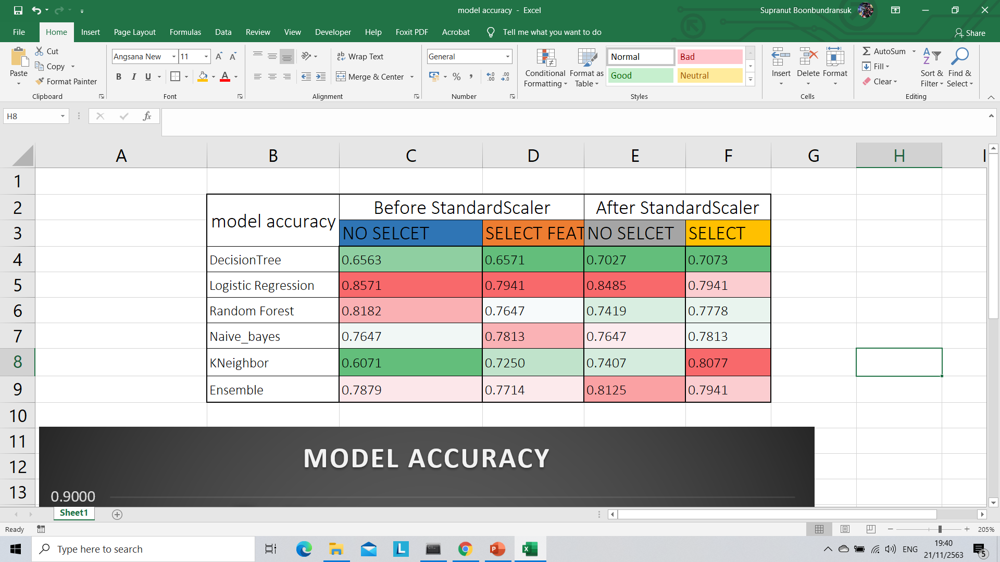 model accuracy - Excel
Supranut Boonbundransuk
File Home Insert Page Layout Formulas Data Review View Developer Help Foxit PDF Acrobat Tell me what you want to do Share
Paste
Cut
Copy
Format Painter
Clipboard
Angsana New 11
B I U
Font
Wrap Text
Merge & Center
Alignment
General
Number
Conditional Formatting
Format as Table
Normal Bad
Good Neutral
Styles
Insert Delete Format
Cells
AutoSum
Fill
Clear
Sort & Filter
Find & Select
Editing
H8
fx
A B C D E F G H I
1
2 model accuracy Before StandardScaler After StandardScaler
3 NO SELCET SELECT FEAT NO SELCET SELECT
4 DecisionTree 0.6563 0.6571 0.7027 0.7073
5 Logistic Regression 0.8571 0.7941 0.8485 0.7941
6 Random Forest 0.8182 0.7647 0.7419 0.7778
7 Naive_bayes 0.7647 0.7813 0.7647 0.7813
8 KNeighbor 0.6071 0.7250 0.7407 0.8077
9 Ensemble 0.7879 0.7714 0.8125 0.7941
10
11
12
13
MODEL ACCURACY
0.9000
Sheet1
Ready
205%
Type here to search
ENG
19:40
21/11/2563
5